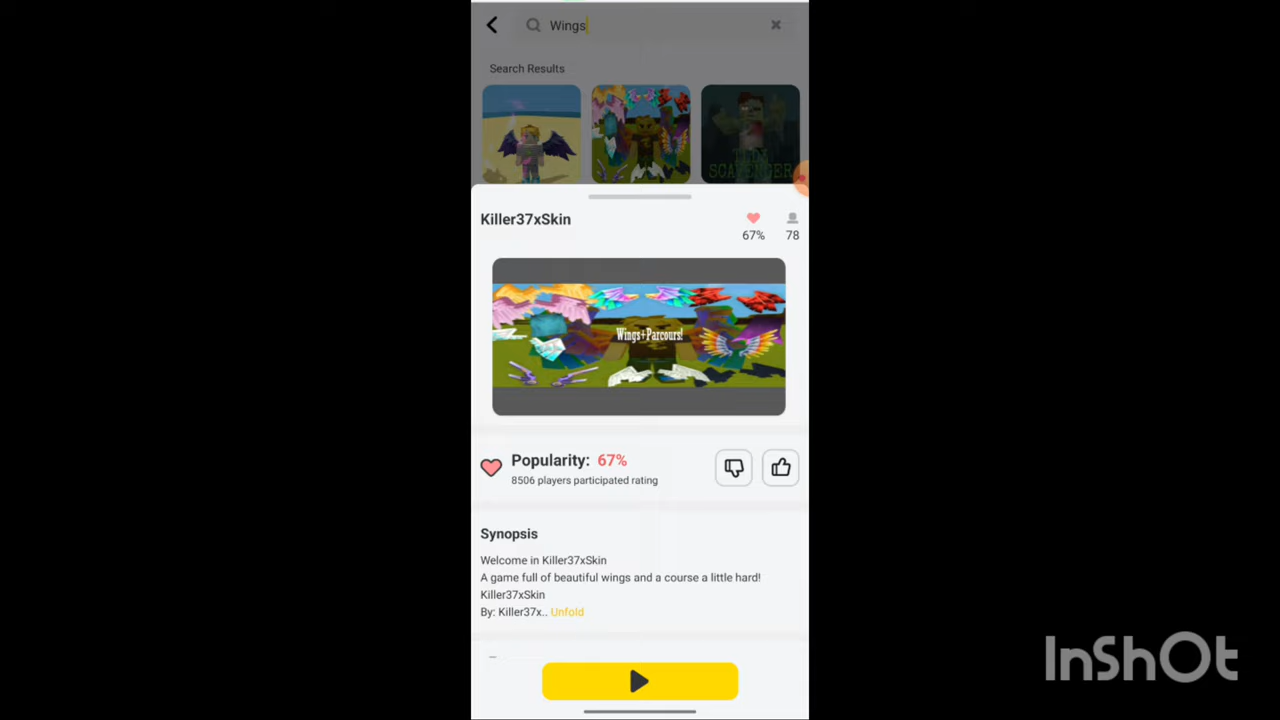 Wings
Search Results
SCAVENGER
Killer37xSkin
67%
78
Wings+Parcours!
Popularity: 67%
8506 players participated rating
Synopsis
Welcome in Killer37xSkin
A game full of beautiful wings and a course a little hard!
Killer37xSkin
By: Killer37x.. Unfold
InShOt